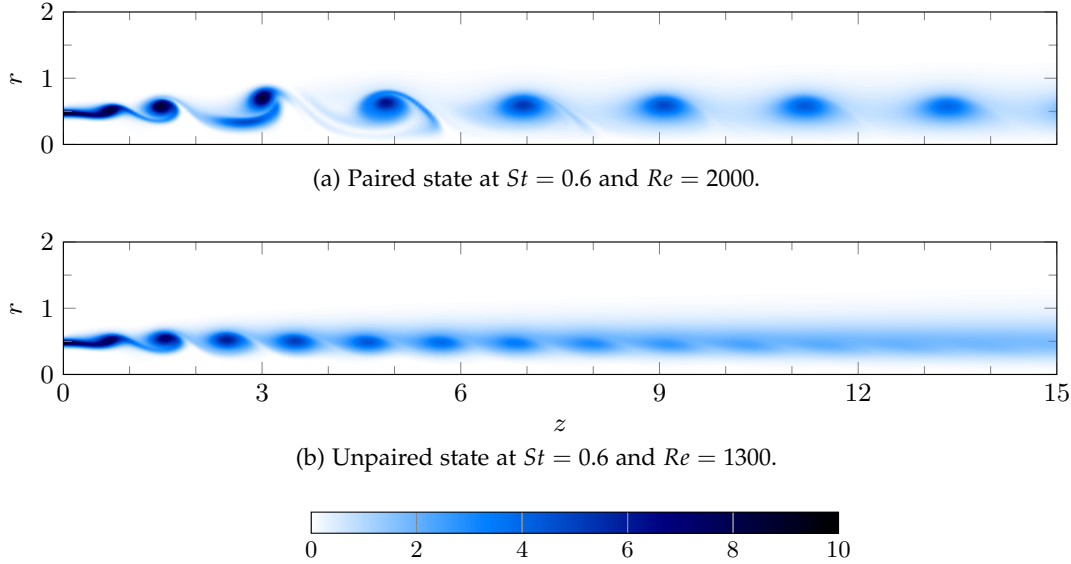 2
1
r
0
(a) Paired state at St = 0.6 and Re = 2000.
2
1
r
0
0 3 6 9 12 15
z
(b) Unpaired state at St = 0.6 and Re = 1300.
0 2 4 6 8 10